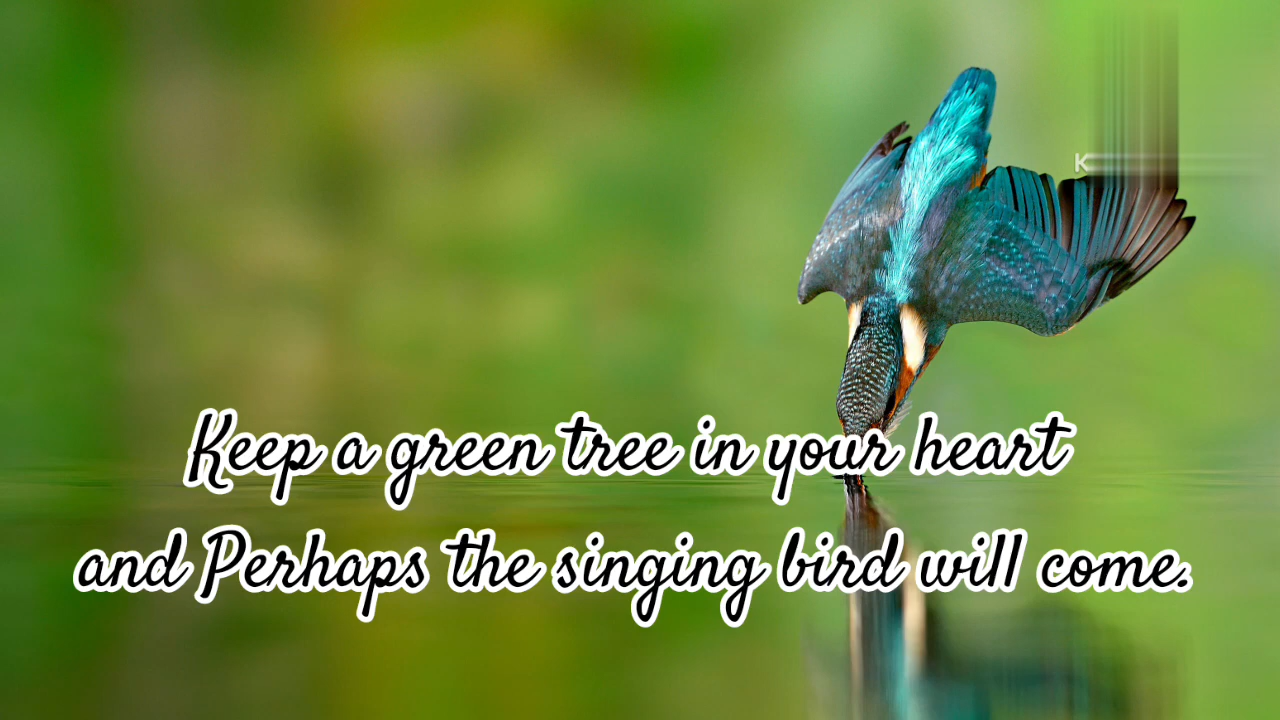 K
Keep a green tree in your heart
and Perhaps the singing bird will come.